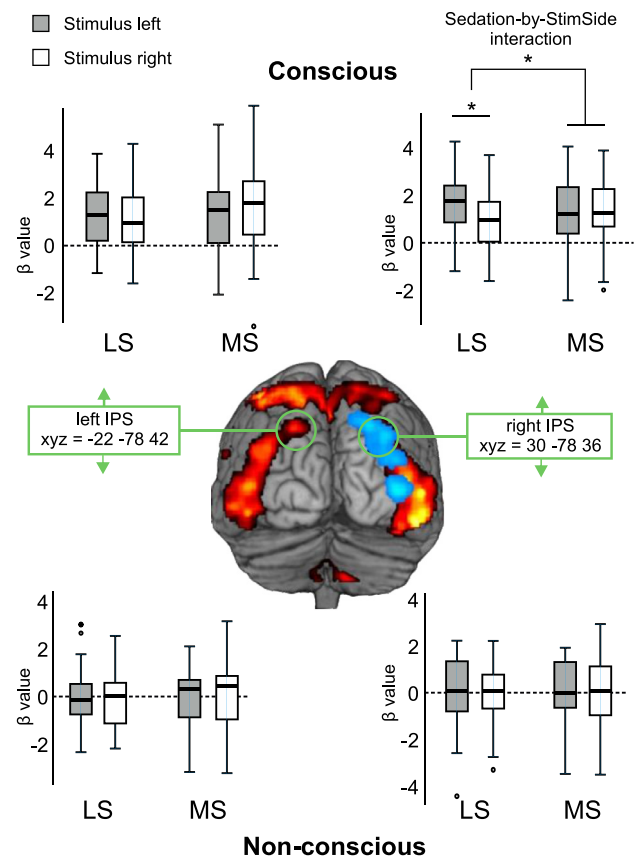 Stimulus left
Stimulus right
Sedation-by-StimSide
interaction
Conscious
*
*
4
2
0
-2
β value
LS
MS
4
2
0
-2
β value
LS
MS
left IPS
xyz = -22 -78 42
right IPS
xyz = 30 -78 36
4
2
0
-2
β value
LS
MS
4
2
0
-2
-4
β value
LS
MS
Non-conscious